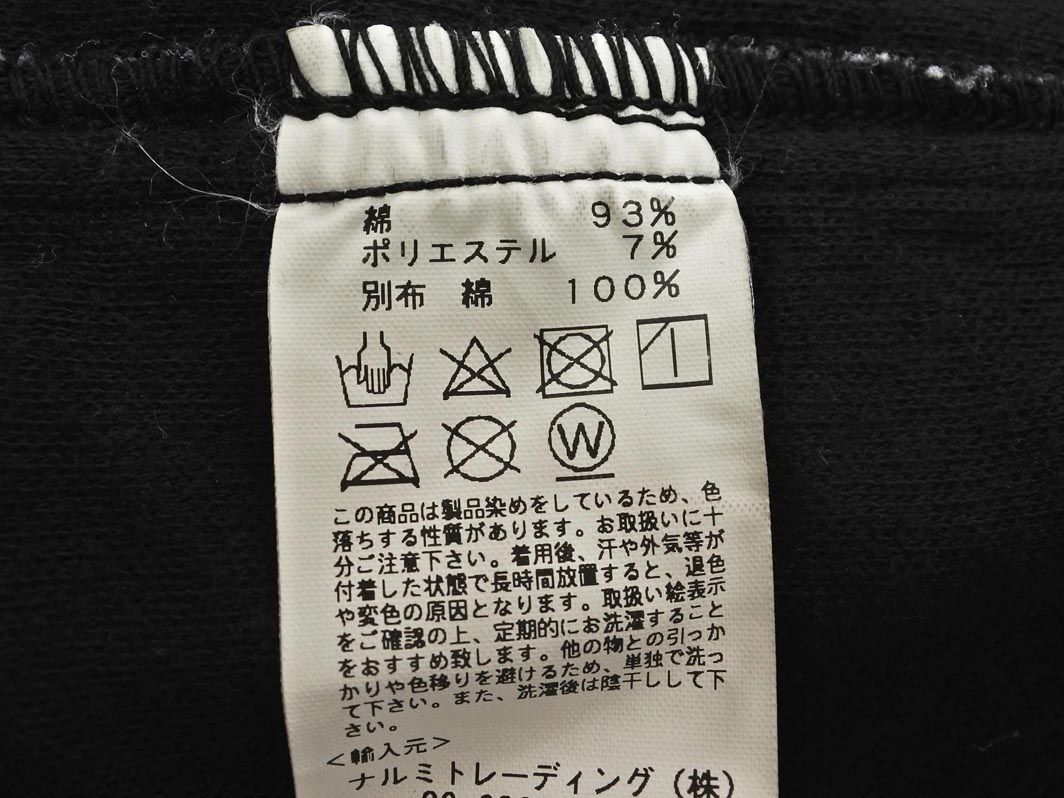 綿 93%
ポリエステル 7%
別布 綿 100%
W
この商品は製品染めをしているため、色
落ちする性質があります。お取扱いに十
分ご注意下さい。着用後、汗や外気等が
付着した状態で長時間放置すると、退色
や変色の原因となります。取扱い絵表示
をご確認の上、定期的にお洗濯すること
をおすすめ致します。他の物との引っか
かりや色移りを避けるため、単独で洗っ
て下さい。また、洗濯後は陰干しして下
さい。
<輸入元>
ナルミトレーディング(株)